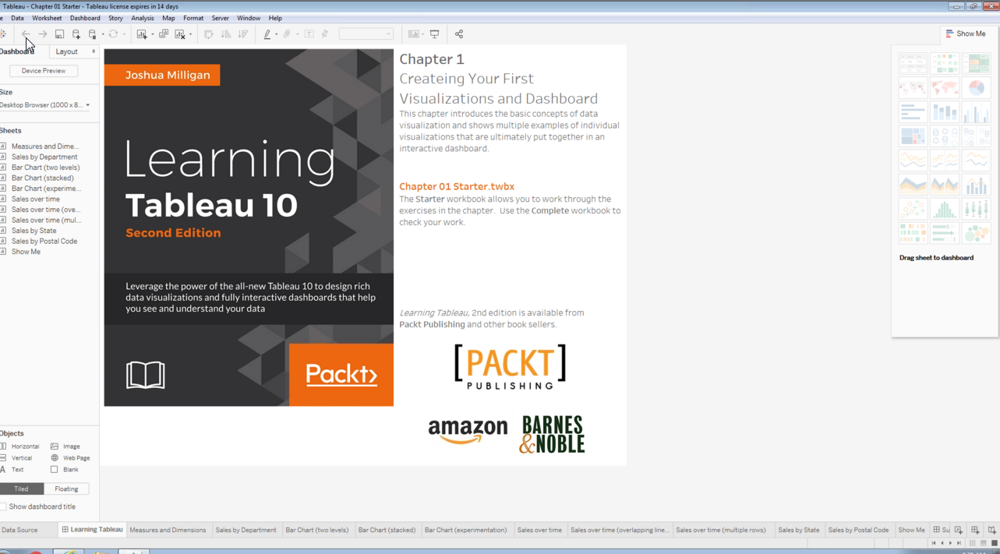 Tableau - Chapter 01 Starter - Tableau license expires in 14 days
Data Worksheet Dashboard Story Analysis Map Format Server Window Help
Show Me
Dashboard Layout
Device Preview
Size
Desktop Browser (1000 x 8...
Sheets
Measures and Dime...
Sales by Department
Bar Chart (two levels)
Bar Chart (stacked)
Bar Chart (experime...
Sales over time
Sales over time (ove...
Sales over time (mul...
Sales by State
Sales by Postal Code
Show Me
Objects
Horizontal Image
Vertical Web Page
A Text Blank
Tiled Floating
Show dashboard title
Joshua Milligan
Learning
Tableau 10
Second Edition
Leverage the power of the all-new Tableau 10 to design rich
data visualizations and fully interactive dashboards that help
you see and understand your data
Packt>
Chapter 1
Createing Your First
Visualizations and Dashboard
This chapter introduces the basic concepts of data
visualization and shows multiple examples of individual
visualizations that are ultimately put together in an
interactive dashboard.
Chapter 01 Starter.twbx
The Starter workbook allows you to work through the
exercises in the chapter. Use the Complete workbook to
check your work.
Learning Tableau, 2nd edition is available from
Packt Publishing and other book sellers.
[PACKT]
PUBLISHING
amazon
BARNES
&NOBLE
Drag sheet to dashboard
Data Source Learning Tableau Measures and Dimensions Sales by Department Bar Chart (two levels) Bar Chart (stacked) Bar Chart (experimentation) Sales over time Sales over time (overlapping line... Sales over time (multiple rows) Sales by State Sales by Postal Code Show Me Su